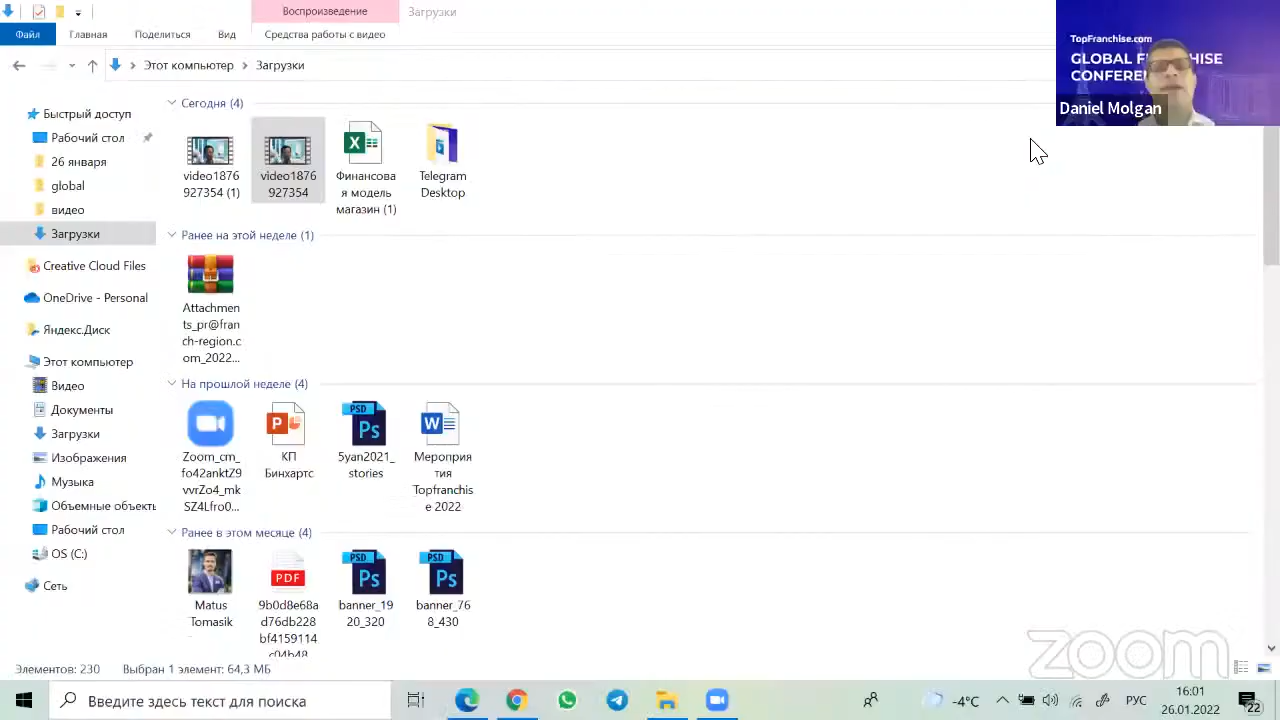 Воспроизведение
Загрузки
Файл
Главная
Поделиться
Вид
Средства работы с видео
Этот компьютер
Загрузки
Быстрый доступ
Рабочий стол
26 января
global
видео
Загрузки
Creative Cloud Files
OneDrive - Personal
Яндекс.Диск
Этот компьютер
Видео
Документы
Загрузки
Изображения
Музыка
Объемные объекты
Рабочий стол
OS (C:)
Сеть
Сегодня (4)
video1876
927354 (1)
video1876
927354
Финансова
я модель
магазин (1)
Telegram
Desktop
Ранее на этой неделе (1)
Attachmen
ts_pr@fran
ch-region.c
om_2022...
На прошлой неделе (4)
Zoom_cm_
fo42anktZ9
vvrZo4_mk
SZ4Lfro0...
КП
Бинхартс
5yan2021_
stories
Мероприя
тия
Topfranchis
e 2022
Ранее в этом месяце (4)
Matus
Tomasik
PDF
9b0d8e68a
d76db228
bf4159114
c04b48
banner_19
20_320
banner_76
8_430
Элементов: 230
Выбран 1 элемент: 64,3 МБ
TopFranchise.com
GLOBAL
CONFERE
Daniel Molgan
zoom
Введите здесь текст для поиска
-4°C
РУС
16:01
26.01.2022
22